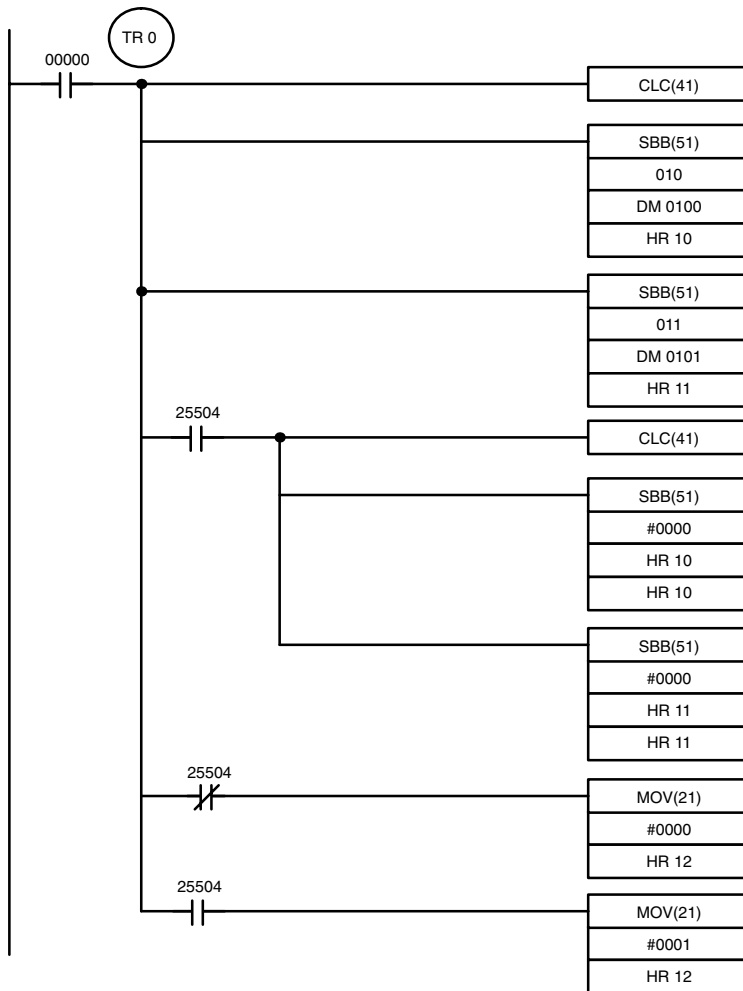 TR 0
00000
CLC(41)
SBB(51)
010
DM 0100
HR 10
SBB(51)
011
DM 0101
HR 11
25504
CLC(41)
SBB(51)
#0000
HR 10
HR 10
SBB(51)
#0000
HR 11
HR 11
25504
MOV(21)
#0000
HR 12
25504
MOV(21)
#0001
HR 12